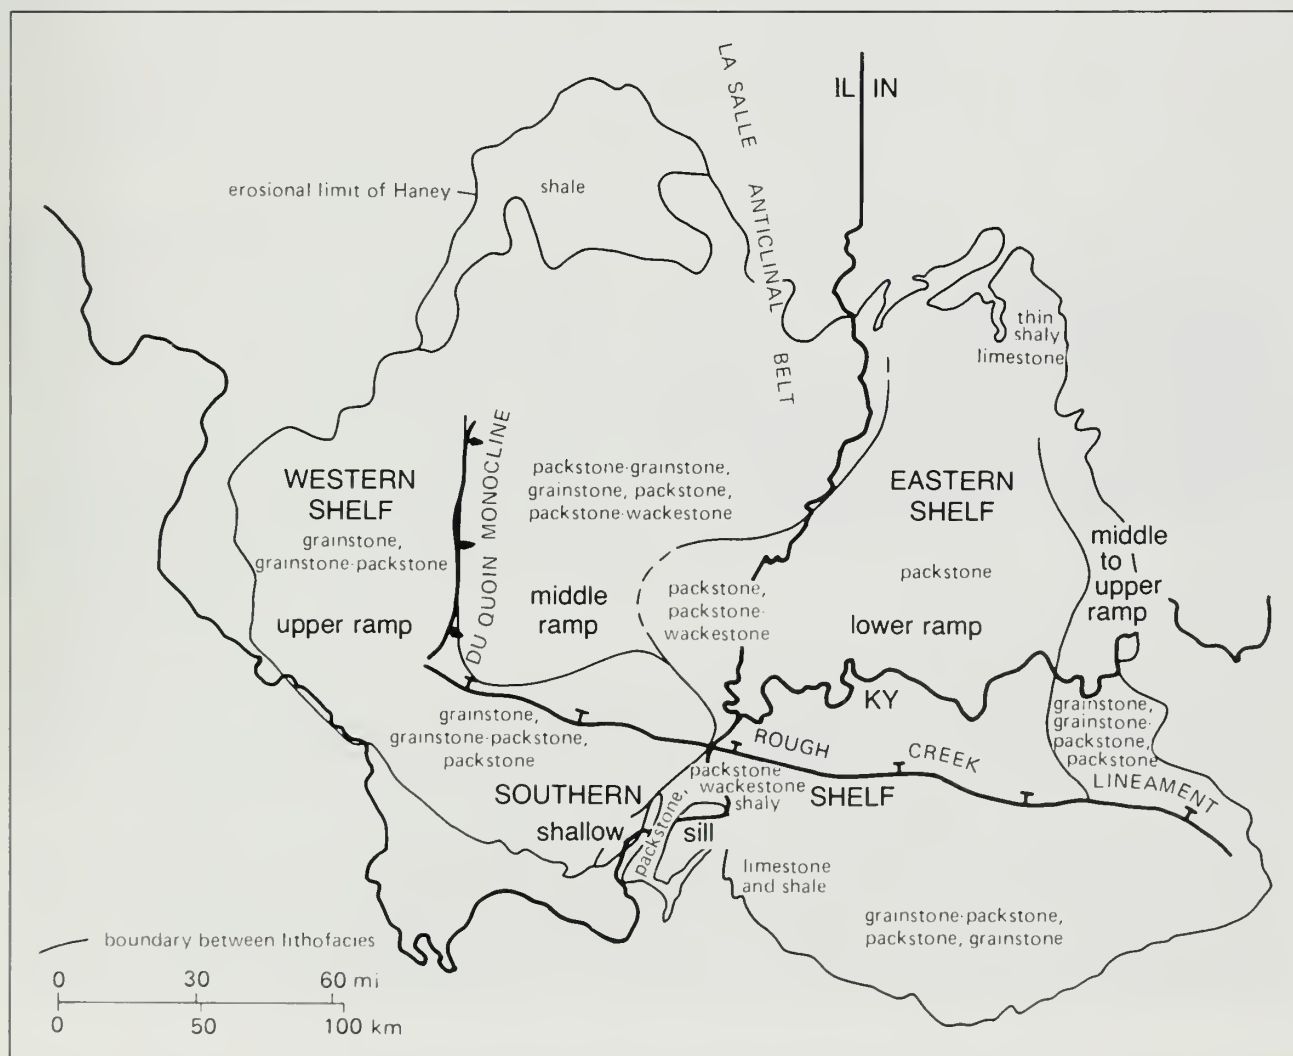 LA SALLE ANTICLINAL BELT
IL IN
erosional limit of Haney
shale
thin
shaly
limestone
DU QUOIN MONOCLINE
WESTERN
SHELF
grainstone,
grainstone-packstone
upper ramp
packstone-grainstone,
grainstone, packstone,
packstone-wackestone
middle
ramp
packstone,
packstone-
wackestone
EASTERN
SHELF
packstone
lower ramp
middle
to
upper
ramp
KY
grainstone,
grainstone-
packstone,
packstone
ROUGH CREEK LINEAMENT
grainstone,
grainstone-packstone,
packstone
SOUTHERN SHELF
shallow sill
packstone,
packstone
wackestone
shaly
limestone
and shale
grainstone-packstone,
packstone, grainstone
boundary between lithofacies
0 30 60 mi
0 50 100 km